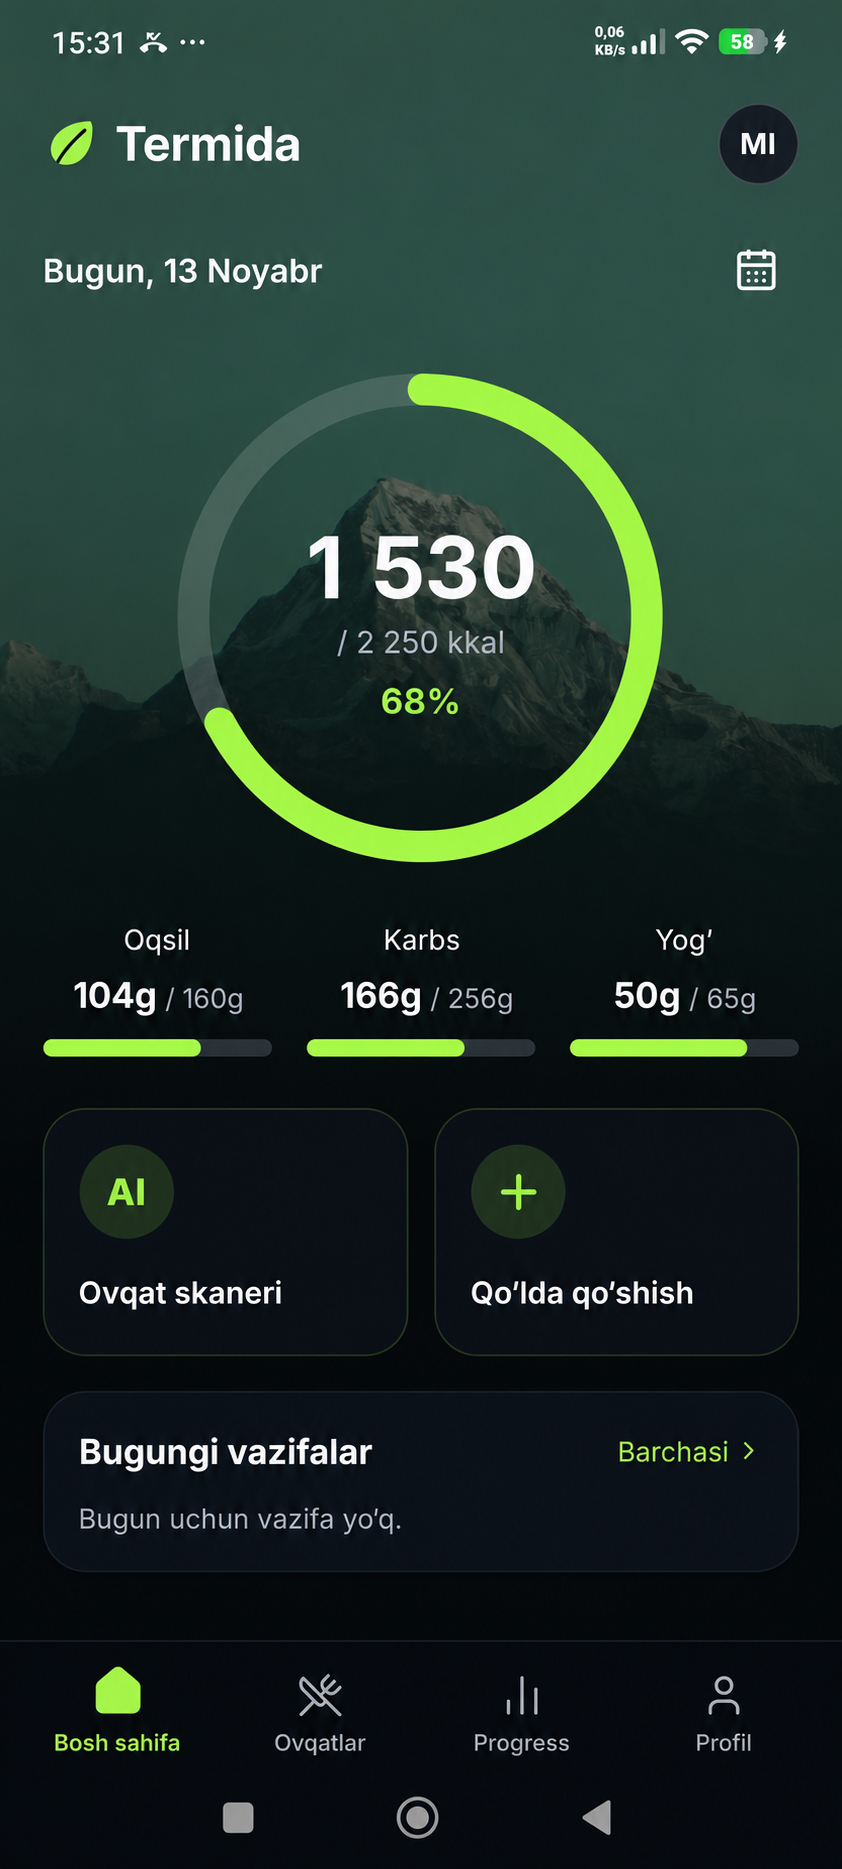 15:31
0,06
KB/s
58
Termida
MI
Bugun, 13 Noyabr
1 530
/ 2 250 kkal
68%
Oqsil Karbs Yog‘
104g / 160g 166g / 256g 50g / 65g
AI
Ovqat skaneri Qo‘lda qo‘shish
Bugungi vazifalar Barchasi
Bugun uchun vazifa yo‘q.
Bosh sahifa Ovqatlar Progress Profil